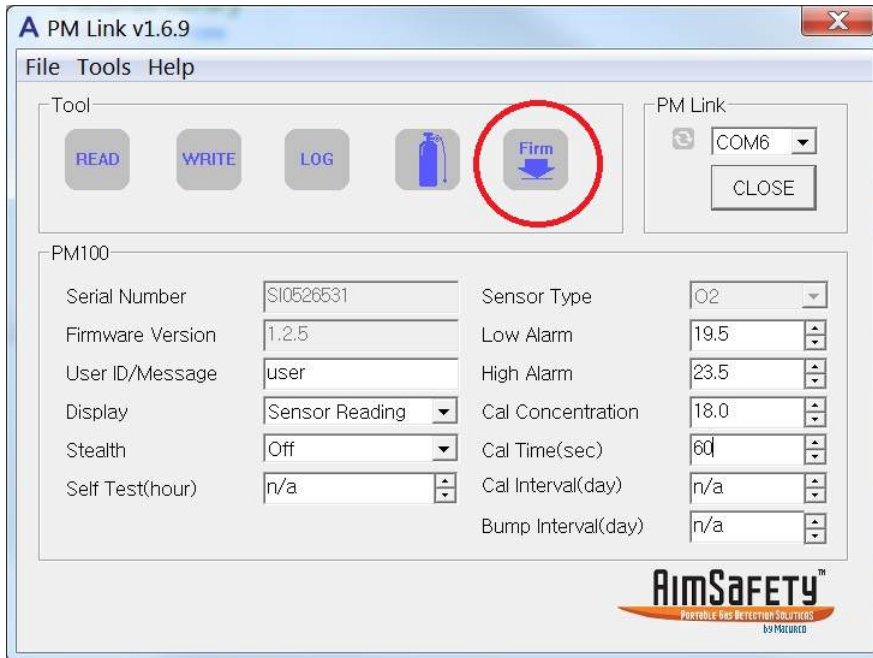 A PM Link v1.6.9
File Tools Help
Tool
READ WRITE LOG Firm
PM Link
COM6
CLOSE
PM100
Serial Number SI0526531
Firmware Version 1.2.5
User ID/Message user
Display Sensor Reading
Stealth Off
Self Test(hour) n/a
Sensor Type O2
Low Alarm 19.5
High Alarm 23.5
Cal Concentration 18.0
Cal Time(sec) 60
Cal Interval(day) n/a
Bump Interval(day) n/a
AimSafety™
Portable Gas Detection Solutions
by Macurco